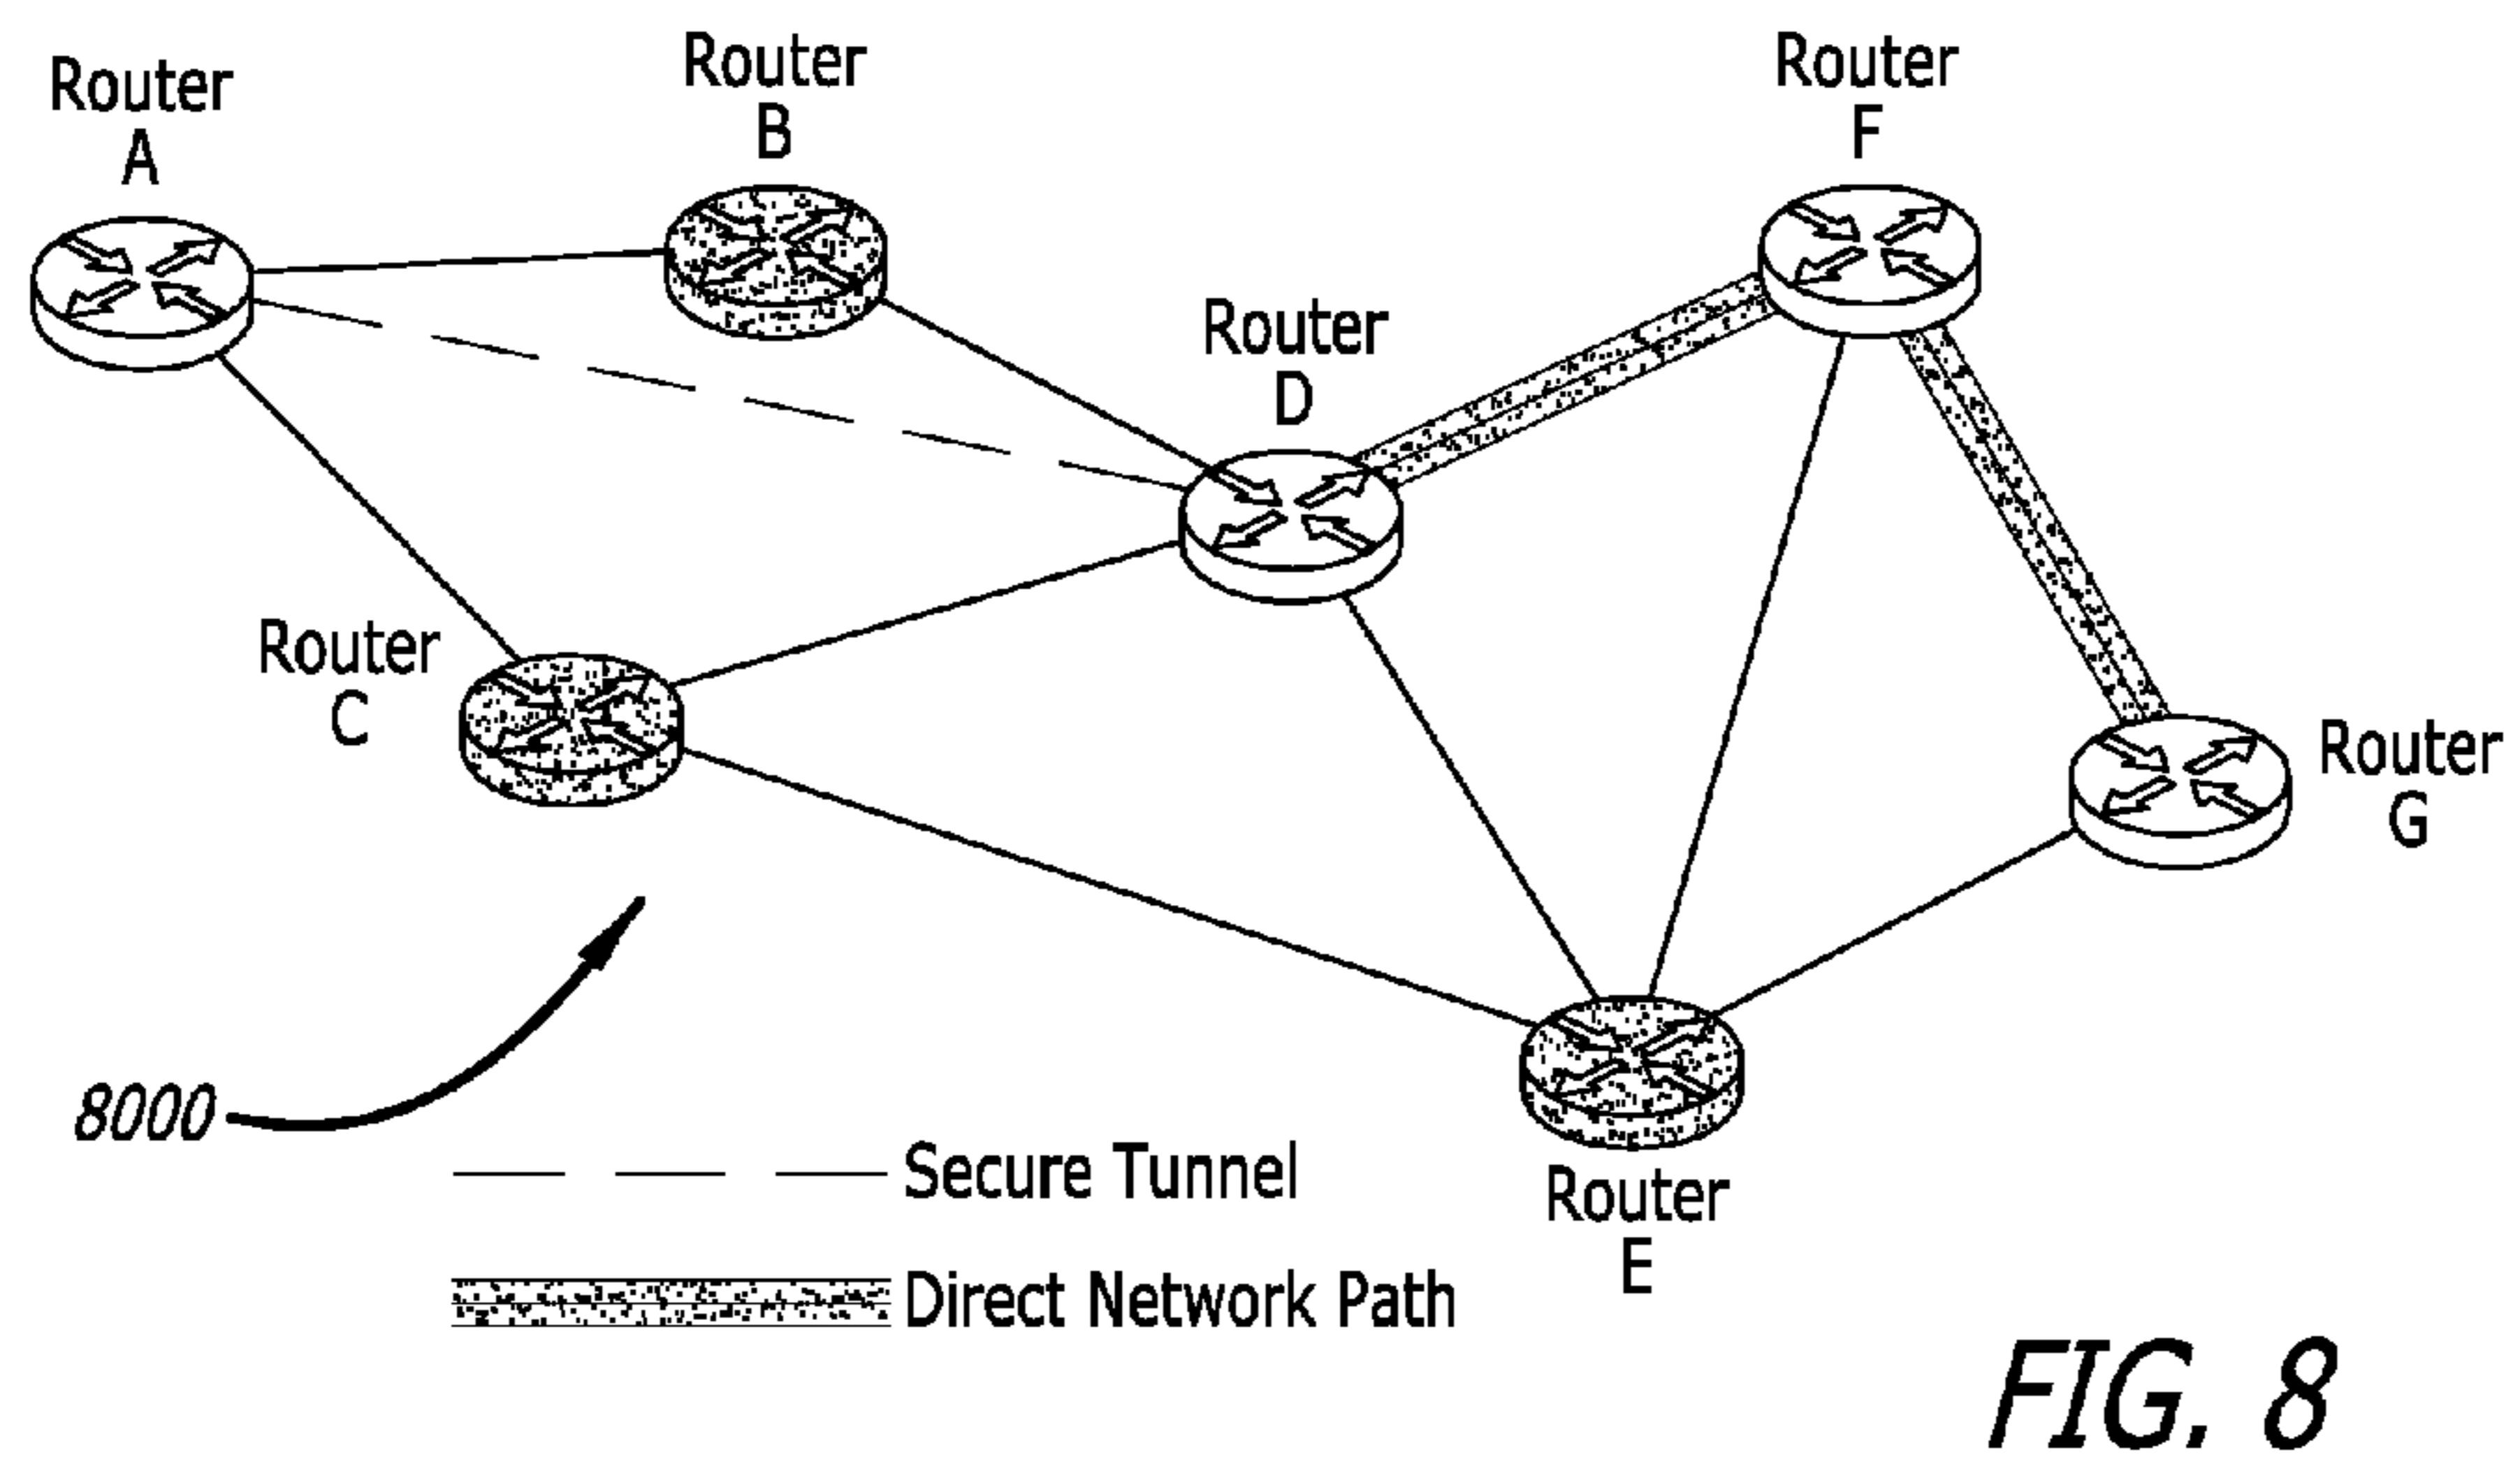 Router
A
Router
B
Router
F
Router
D
Router
C
Router
G
8000
Secure Tunnel
Router
E
Direct Network Path
FIG. 8